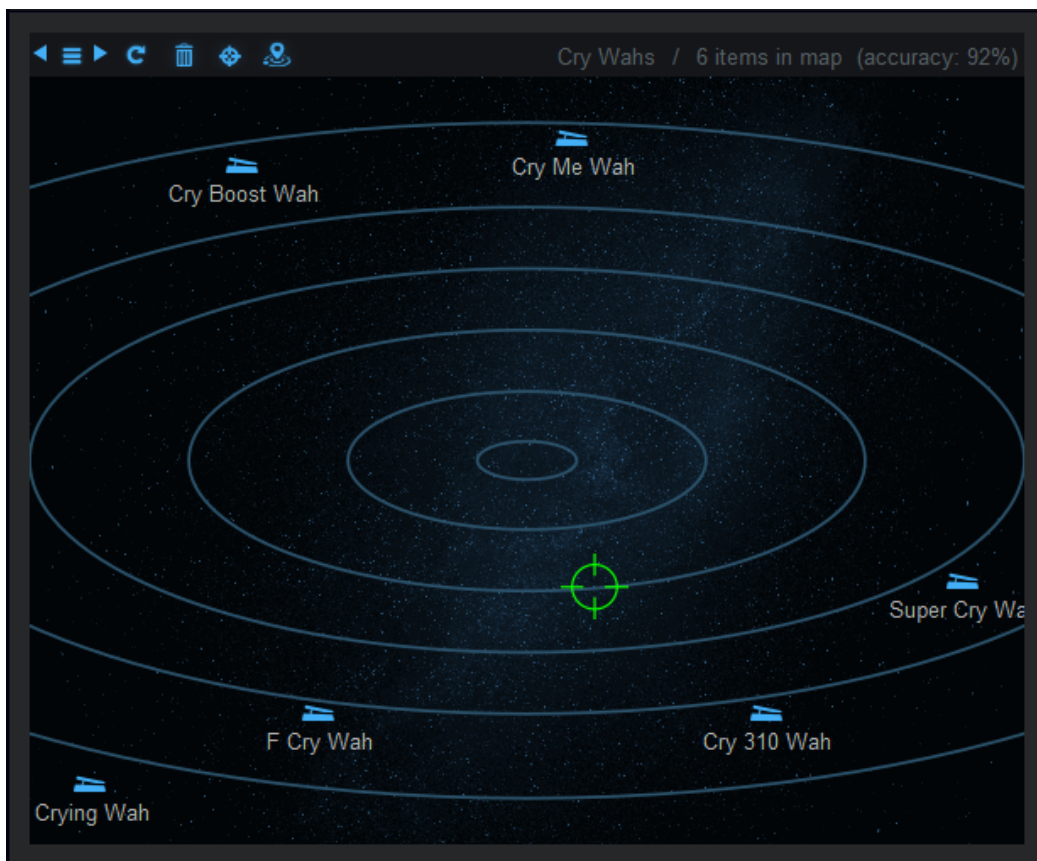 Cry Wahs / 6 items in map (accuracy: 92%)
Cry Me Wah
Cry Boost Wah
Super Cry Wa
F Cry Wah
Cry 310 Wah
Crying Wah